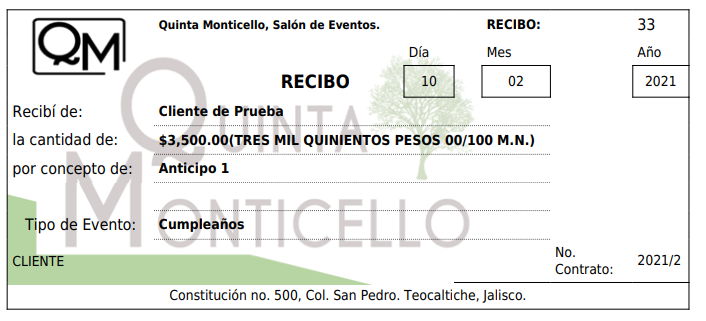 QM
Quinta Monticello, Salón de Eventos. RECIBO: 33
Día Mes Año
RECIBO 10 02 2021
Recibí de: Cliente de Prueba
la cantidad de: $3,500.00(TRES MIL QUINIENTOS PESOS 00/100 M.N.)
por concepto de: Anticipo 1
QUINTA
MONTICELLO
Tipo de Evento: Cumpleaños
CLIENTE
No.
Contrato: 2021/2
Constitución no. 500, Col. San Pedro. Teocaltiche, Jalisco.